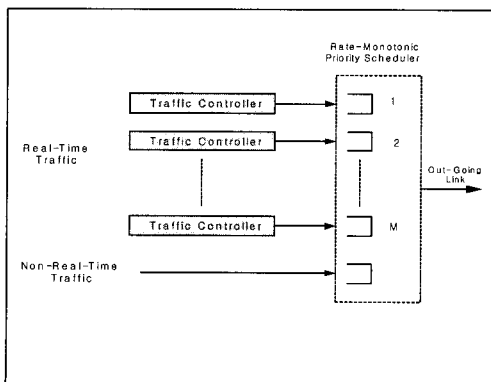 Rate-Monotonic
Priority Scheduler
Traffic Controller
1
Traffic Controller
2
Real-Time
Traffic
Out-Going
Link
Traffic Controller
M
Non-Real-Time
Traffic